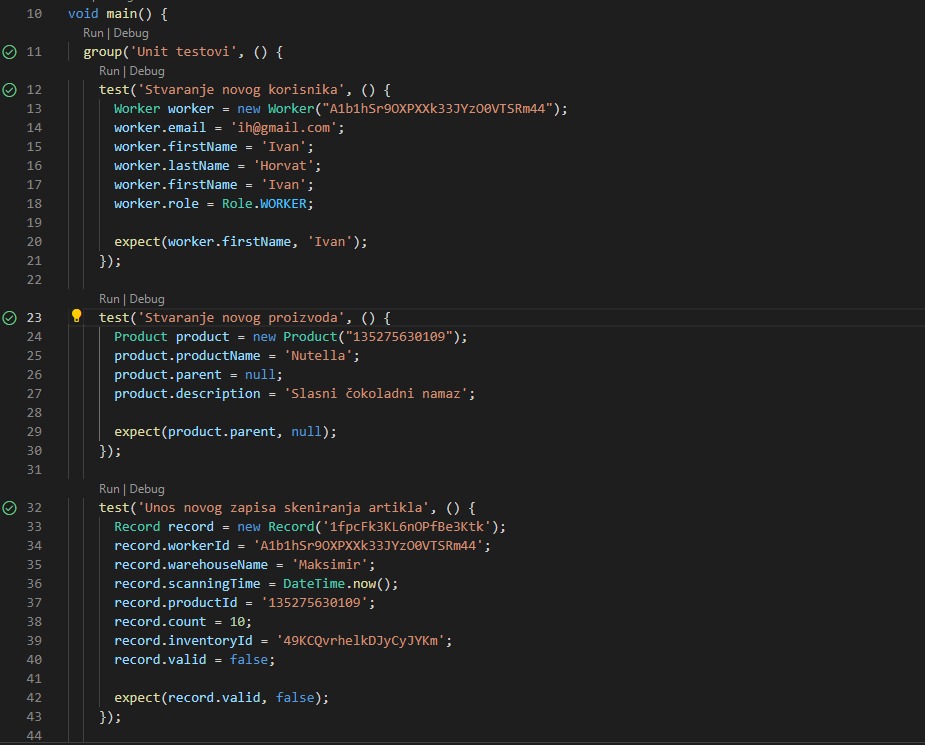 10 void main() {
Run | Debug
11 group('Unit testovi', () {
Run | Debug
12 test('Stvaranje novog korisnika', () {
13 Worker worker = new Worker("A1b1hSr9OXPXXk33JYzO0VTSRm44");
14 worker.email = 'ih@gmail.com';
15 worker.firstName = 'Ivan';
16 worker.lastName = 'Horvat';
17 worker.firstName = 'Ivan';
18 worker.role = Role.WORKER;
19
20 expect(worker.firstName, 'Ivan');
21 });
22
Run | Debug
23 test('Stvaranje novog proizvoda', () {
24 Product product = new Product("135275630109");
25 product.productName = 'Nutella';
26 product.parent = null;
27 product.description = 'Slasni čokoladni namaz';
28
29 expect(product.parent, null);
30 });
31
Run | Debug
32 test('Unos novog zapisa skeniranja artikla', () {
33 Record record = new Record('1fpcFk3KL6nOPfBe3Ktk');
34 record.workerId = 'A1b1hSr9OXPXXk33JYzO0VTSRm44';
35 record.warehouseName = 'Maksimir';
36 record.scanningTime = DateTime.now();
37 record.productId = '135275630109';
38 record.count = 10;
39 record.inventoryId = '49KCQvrhelkDJyCyJYKm';
40 record.valid = false;
41
42 expect(record.valid, false);
43 });
44